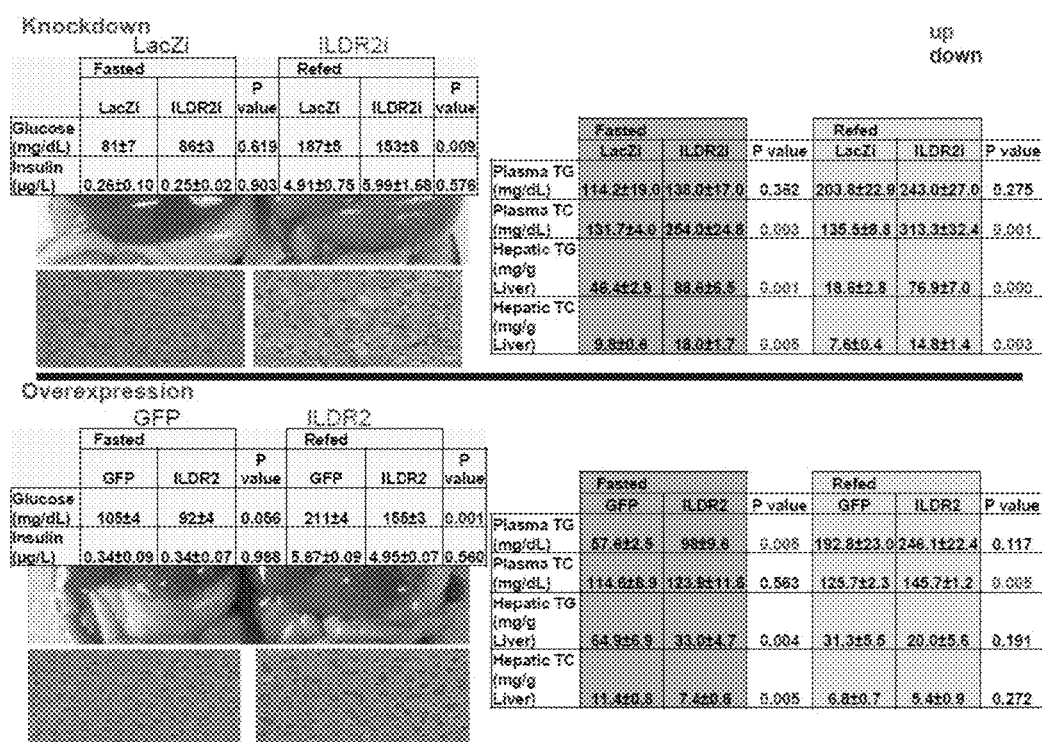 Knockdown
LacZi ILDR2i
up
down
Fasted Refed
LacZi ILDR2i P value LacZi ILDR2i P value
Glucose (mg/dL) 81±7 86±3 0.619 187±8 153±8 0.009
Insulin (µg/L) 0.26±0.10 0.25±0.02 0.903 4.91±0.75 5.99±1.68 0.576
Fasted Refed
LacZi ILDR2i P value LacZi ILDR2i P value
Plasma TG (mg/dL) 114.2±19.0 138.0±17.0 0.362 203.8±22.9 243.0±27.0 0.275
Plasma TC (mg/dL) 131.7±4.0 254.0±24.8 0.003 135.5±8.8 313.3±32.4 0.001
Hepatic TG (mg/g Liver) 46.4±2.9 88.6±6.5 0.001 18.8±2.8 76.9±7.0 0.000
Hepatic TC (mg/g Liver) 9.8±0.6 18.0±1.7 0.005 7.6±0.4 14.8±1.4 0.003
Overexpression
GFP ILDR2
Fasted Refed
GFP ILDR2 P value GFP ILDR2 P value
Glucose (mg/dL) 105±4 92±4 0.056 211±4 155±3 0.001
Insulin (µg/L) 0.34±0.09 0.34±0.07 0.988 5.87±0.09 4.95±0.07 0.560
Fasted Refed
GFP ILDR2 P value GFP ILDR2 P value
Plasma TG (mg/dL) 57.6±2.5 98±9.6 0.005 192.8±23.0 246.1±22.4 0.117
Plasma TC (mg/dL) 114.6±8.9 123.9±11.8 0.563 125.7±2.3 145.7±1.2 0.005
Hepatic TG (mg/g Liver) 64.9±6.9 33.0±4.7 0.004 31.3±5.5 20.0±5.6 0.191
Hepatic TC (mg/g Liver) 11.4±0.8 7.4±0.6 0.005 6.8±0.7 5.4±0.9 0.272